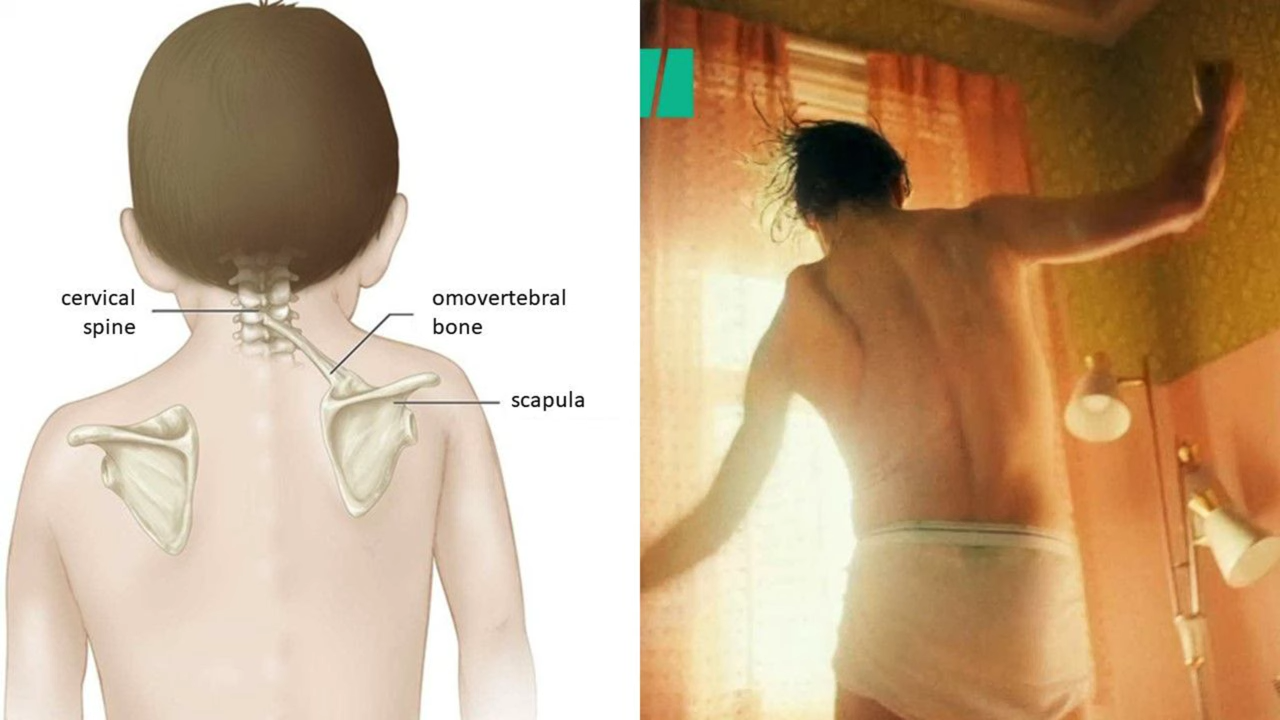 cervical
spine
omovertebral
bone
scapula